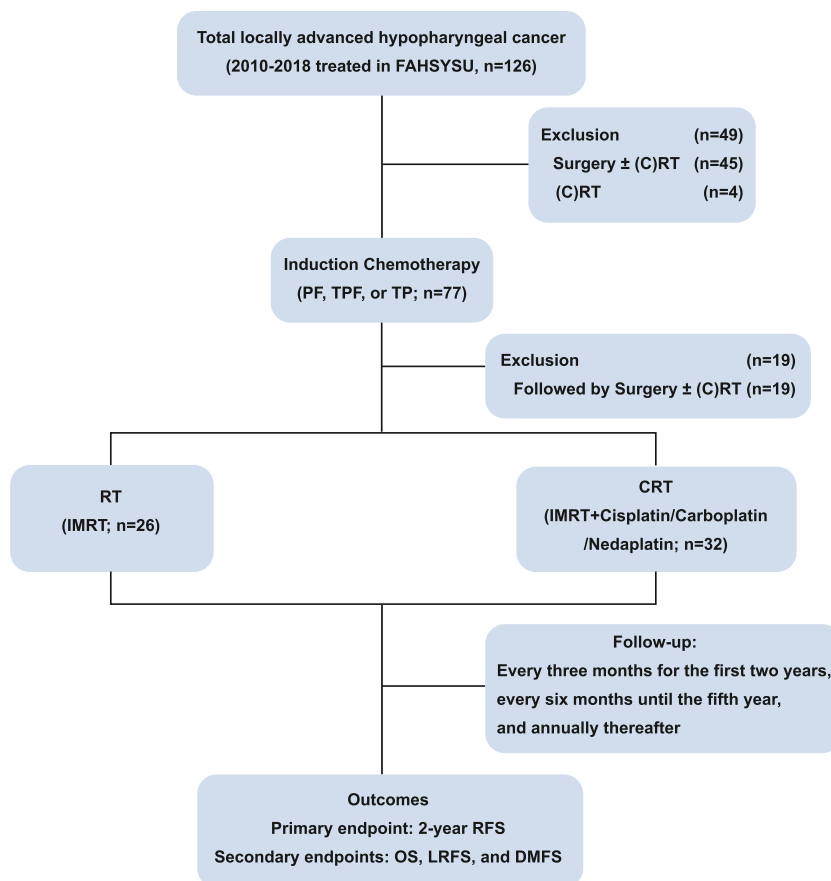 Total locally advanced hypopharyngeal cancer
(2010-2018 treated in FAHSYSU, n=126)
Exclusion (n=49)
Surgery ± (C)RT (n=45)
(C)RT (n=4)
Induction Chemotherapy
(PF, TPF, or TP; n=77)
Exclusion (n=19)
Followed by Surgery ± (C)RT (n=19)
RT
(IMRT; n=26)
CRT
(IMRT+Cisplatin/Carboplatin
/Nedaplatin; n=32)
Follow-up:
Every three months for the first two years,
every six months until the fifth year,
and annually thereafter
Outcomes
Primary endpoint: 2-year RFS
Secondary endpoints: OS, LRFS, and DMFS